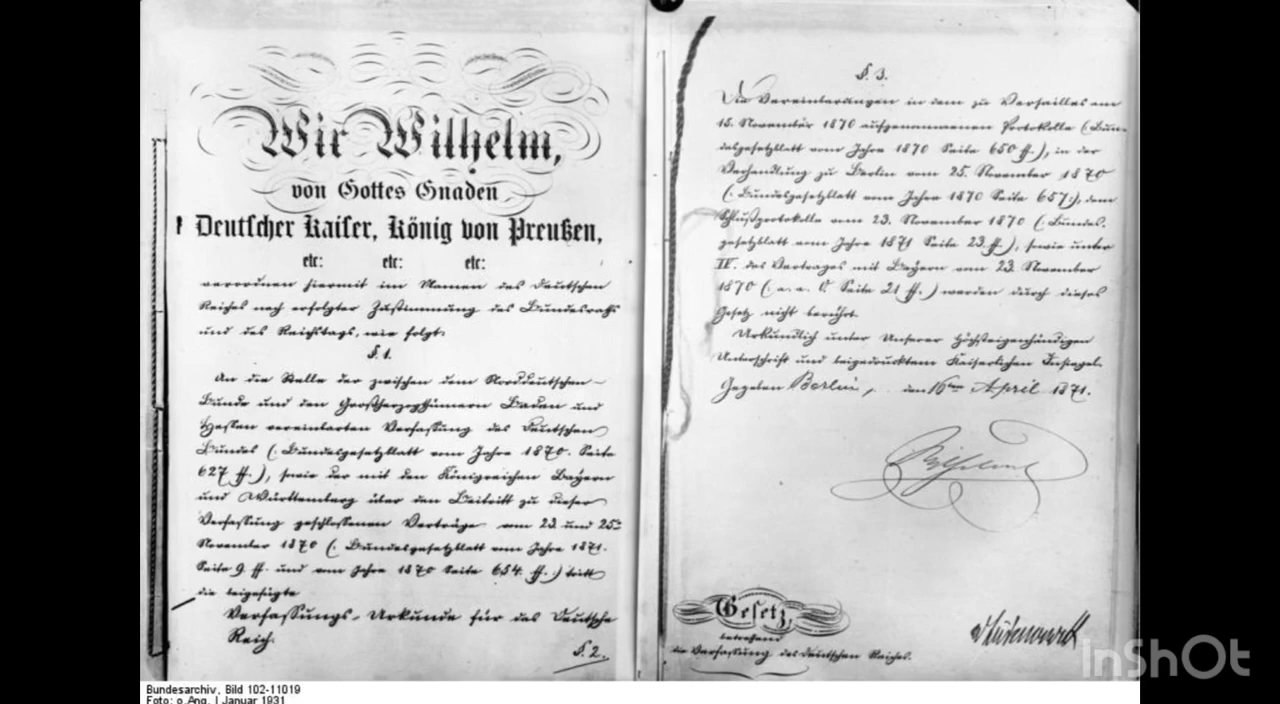 Wir Wilhelm,
von Gottes Gnaden
Deutscher Kaiser, König von Preußen,
etc: etc: etc:
verordnen hiermit im Namen des Deutschen
Reiches nach erfolgter Zustimmung des Bundesraths
und des Reichstags, wie folgt:
§. 1.
An die Stelle der zwischen dem Norddeutschen
Bunde und den Großherzogthümern Baden und
Hessen vereinbarten Verfassung des Deutschen
Bundes (: Bundesgesetzblatt vom Jahre 1870. Seite
627 ff.), sowie der mit den Königreichen Bayern
und Württemberg über den Beitritt zu dieser
Verfassung geschlossenen Verträge vom 23. und 25.
November 1870 (: Bundesgesetzblatt vom Jahre 1871.
Seite 9. ff. und vom Jahre 1870 Seite 654. ff.) tritt
die beigefügte
Verfassungs-Urkunde für das Deutsche
Reich.
§. 2.
§. 3.
Die Vereinbarungen in dem zu Versailles am
15. November 1870 aufgenommenen Protokolle (: Bun-
desgesetzblatt vom Jahre 1870 Seite 650 ff.), in der
Verhandlung zu Berlin vom 25. November 1870
(: Bundesgesetzblatt vom Jahre 1870 Seite 657:), dem
Schlußprotokolle vom 23. November 1870 (: Bundes-
gesetzblatt vom Jahre 1871 Seite 23. ff.), sowie unter
IV. des Vertrages mit Bayern vom 23. November
1870 (: a. a. O. Seite 21 ff.) werden durch dieses
Gesetz nicht berührt.
Urkundlich unter Unserer Höchsteigenhändigen
Unterschrift und beigedrucktem Kaiserlichen Insiegel.
Gegeben Berlin, den 16ten April 1871.
Wilhelm
Gesetz,
betreffend
die Verfassung des Deutschen Reiches.
Bundesarchiv, Bild 102-11019
Foto: o.Ang. | Januar 1931
InShOt